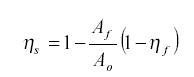 η_s = 1 − A_f / A_o (1 − η_f)